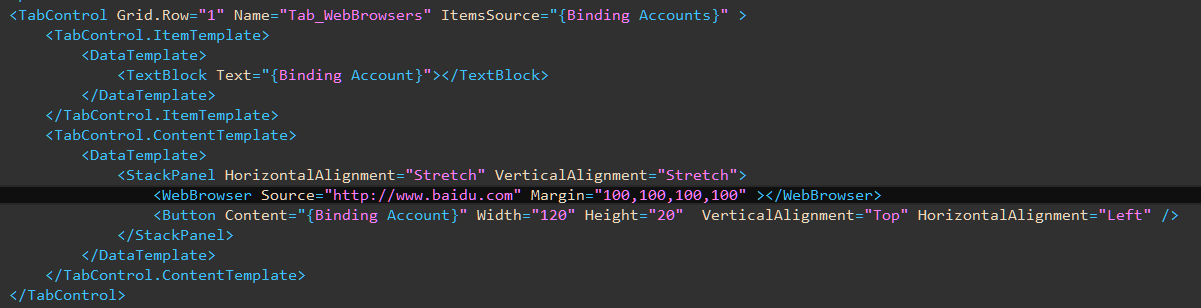 <TabControl Grid.Row="1" Name="Tab_WebBrowsers" ItemsSource="{Binding Accounts}" >
    <TabControl.ItemTemplate>
        <DataTemplate>
            <TextBlock Text="{Binding Account}"></TextBlock>
        </DataTemplate>
    </TabControl.ItemTemplate>
    <TabControl.ContentTemplate>
        <DataTemplate>
            <StackPanel HorizontalAlignment="Stretch" VerticalAlignment="Stretch">
                <WebBrowser Source="http://www.baidu.com" Margin="100,100,100,100" ></WebBrowser>
                <Button Content="{Binding Account}" Width="120" Height="20"  VerticalAlignment="Top" HorizontalAlignment="Left" />
            </StackPanel>
        </DataTemplate>
    </TabControl.ContentTemplate>
</TabControl>